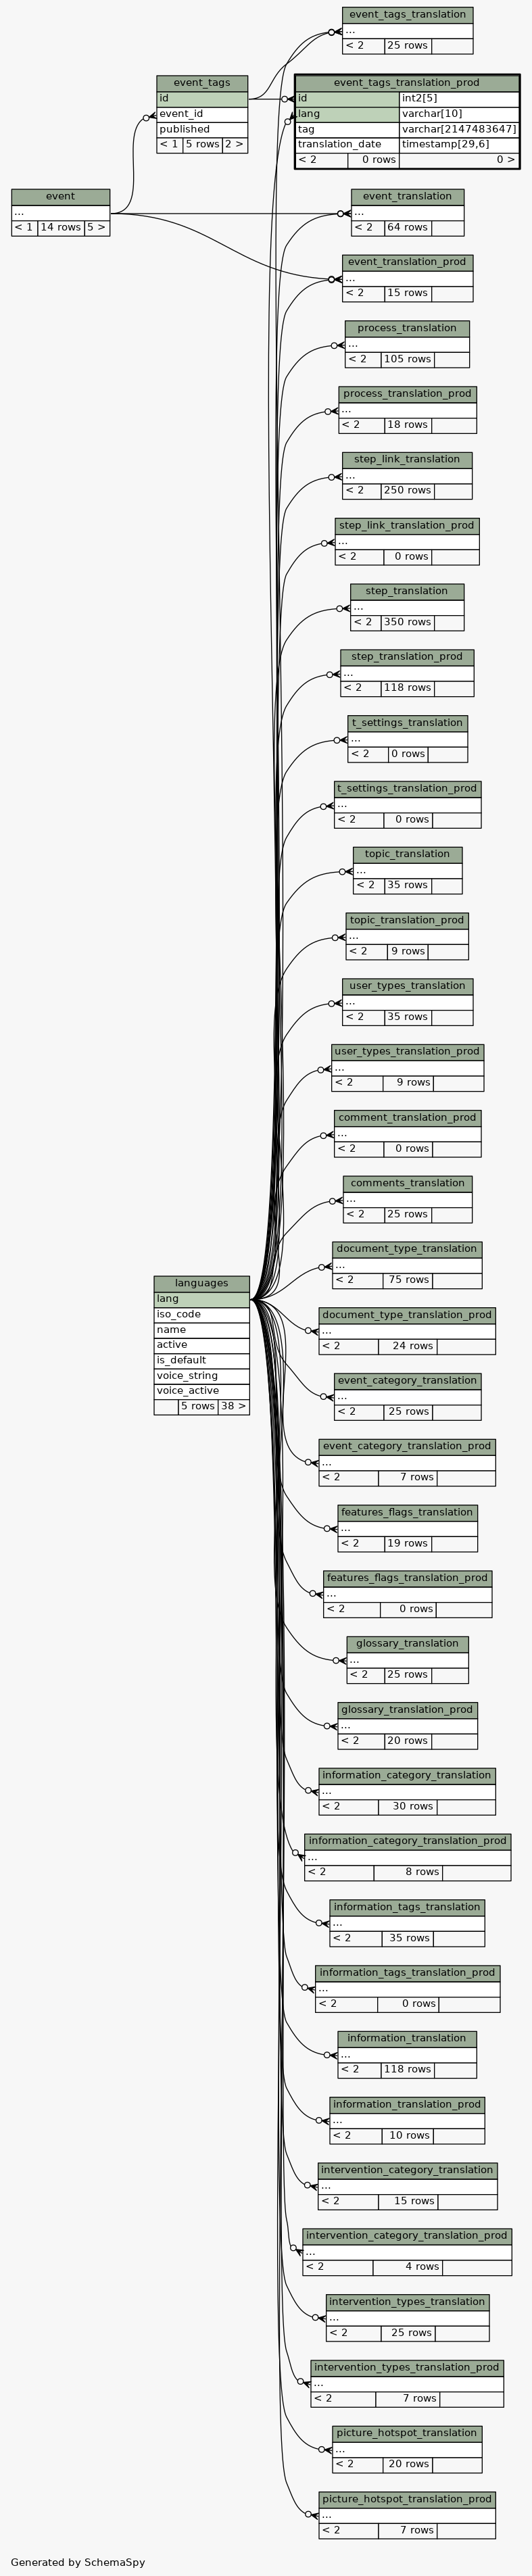 event_tags_translation
...
< 2 25 rows
event_tags
id
event_id
published
< 1 5 rows 2 >
event_tags_translation_prod
id int2[5]
lang varchar[10]
tag varchar[2147483647]
translation_date timestamp[29,6]
< 2 0 rows 0 >
event
...
< 1 14 rows 5 >
event_translation
...
< 2 64 rows
event_translation_prod
...
< 2 15 rows
process_translation
...
< 2 105 rows
process_translation_prod
...
< 2 18 rows
step_link_translation
...
< 2 250 rows
step_link_translation_prod
...
< 2 0 rows
step_translation
...
< 2 350 rows
step_translation_prod
...
< 2 118 rows
t_settings_translation
...
< 2 0 rows
t_settings_translation_prod
...
< 2 0 rows
topic_translation
...
< 2 35 rows
topic_translation_prod
...
< 2 9 rows
user_types_translation
...
< 2 35 rows
user_types_translation_prod
...
< 2 9 rows
comment_translation_prod
...
< 2 0 rows
comments_translation
...
< 2 25 rows
document_type_translation
...
< 2 75 rows
languages
lang
iso_code
name
active
is_default
voice_string
voice_active
5 rows 38 >
document_type_translation_prod
...
< 2 24 rows
event_category_translation
...
< 2 25 rows
event_category_translation_prod
...
< 2 7 rows
features_flags_translation
...
< 2 19 rows
features_flags_translation_prod
...
< 2 0 rows
glossary_translation
...
< 2 25 rows
glossary_translation_prod
...
< 2 20 rows
information_category_translation
...
< 2 30 rows
information_category_translation_prod
...
< 2 8 rows
information_tags_translation
...
< 2 35 rows
information_tags_translation_prod
...
< 2 0 rows
information_translation
...
< 2 118 rows
information_translation_prod
...
< 2 10 rows
intervention_category_translation
...
< 2 15 rows
intervention_category_translation_prod
...
< 2 4 rows
intervention_types_translation
...
< 2 25 rows
intervention_types_translation_prod
...
< 2 7 rows
picture_hotspot_translation
...
< 2 20 rows
picture_hotspot_translation_prod
...
< 2 7 rows
Generated by SchemaSpy